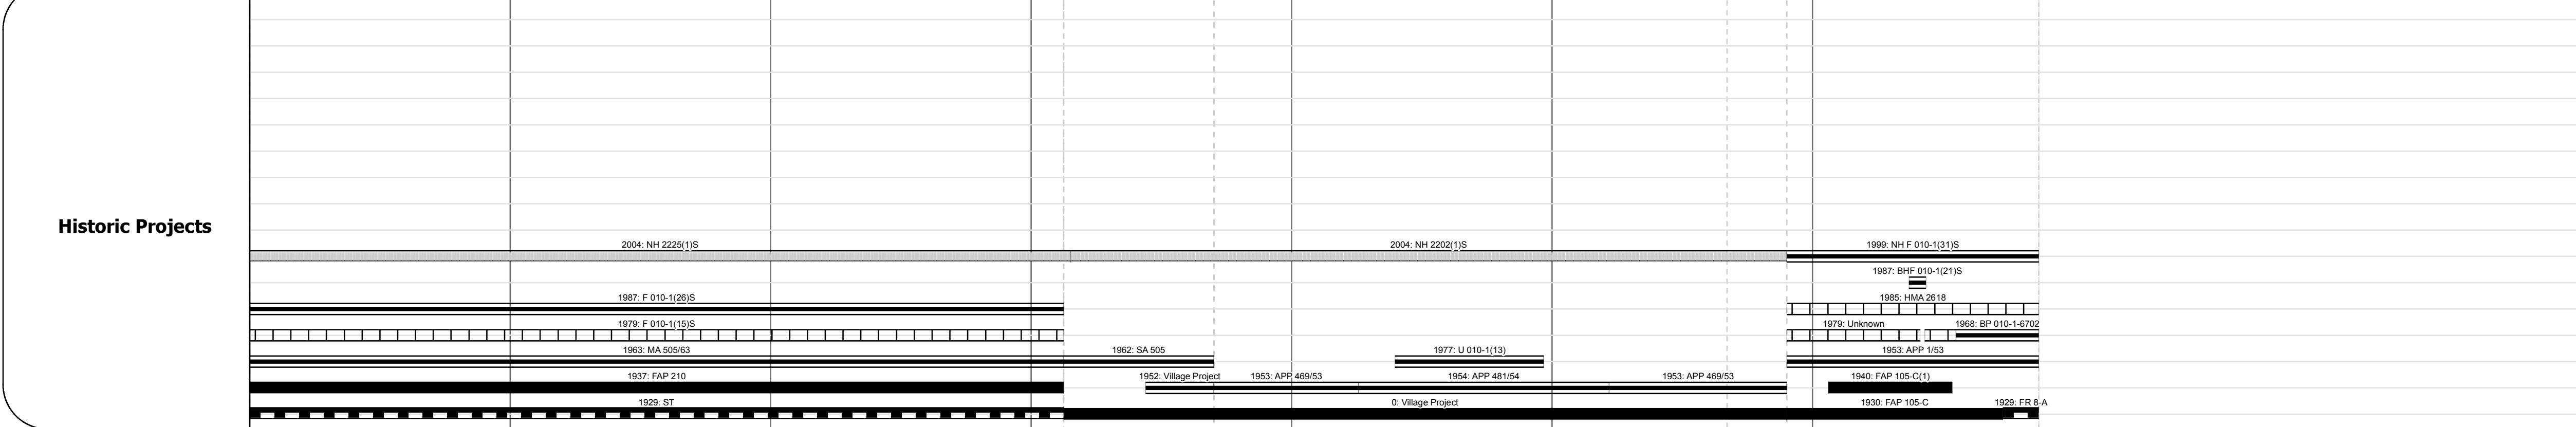 Historic Projects
2004: NH 2225(1)S
2004: NH 2202(1)S
1999: NH F 010-1(31)S
1987: BHF 010-1(21)S
1987: F 010-1(26)S
1985: HMA 2618
1979: F 010-1(15)S
1979: Unknown
1968: BP 010-1-6702
1963: MA 505/63
1962: SA 505
1977: U 010-1(13)
1953: APP 1/53
1937: FAP 210
1952: Village Project
1953: APP 469/53
1954: APP 481/54
1953: APP 469/53
1940: FAP 105-C(1)
1929: ST
0: Village Project
1930: FAP 105-C
1929: FR 8-A